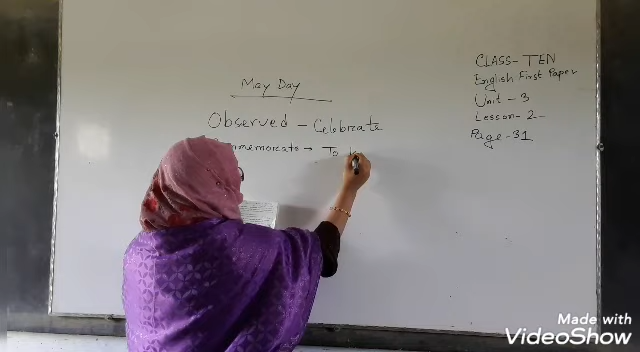 May Day
Observed - Celebrate
mmemorate → To
CLASS- TEN
English First Paper
Unit - 3
Lesson - 2-
Page - 31
Made with
VideoShow